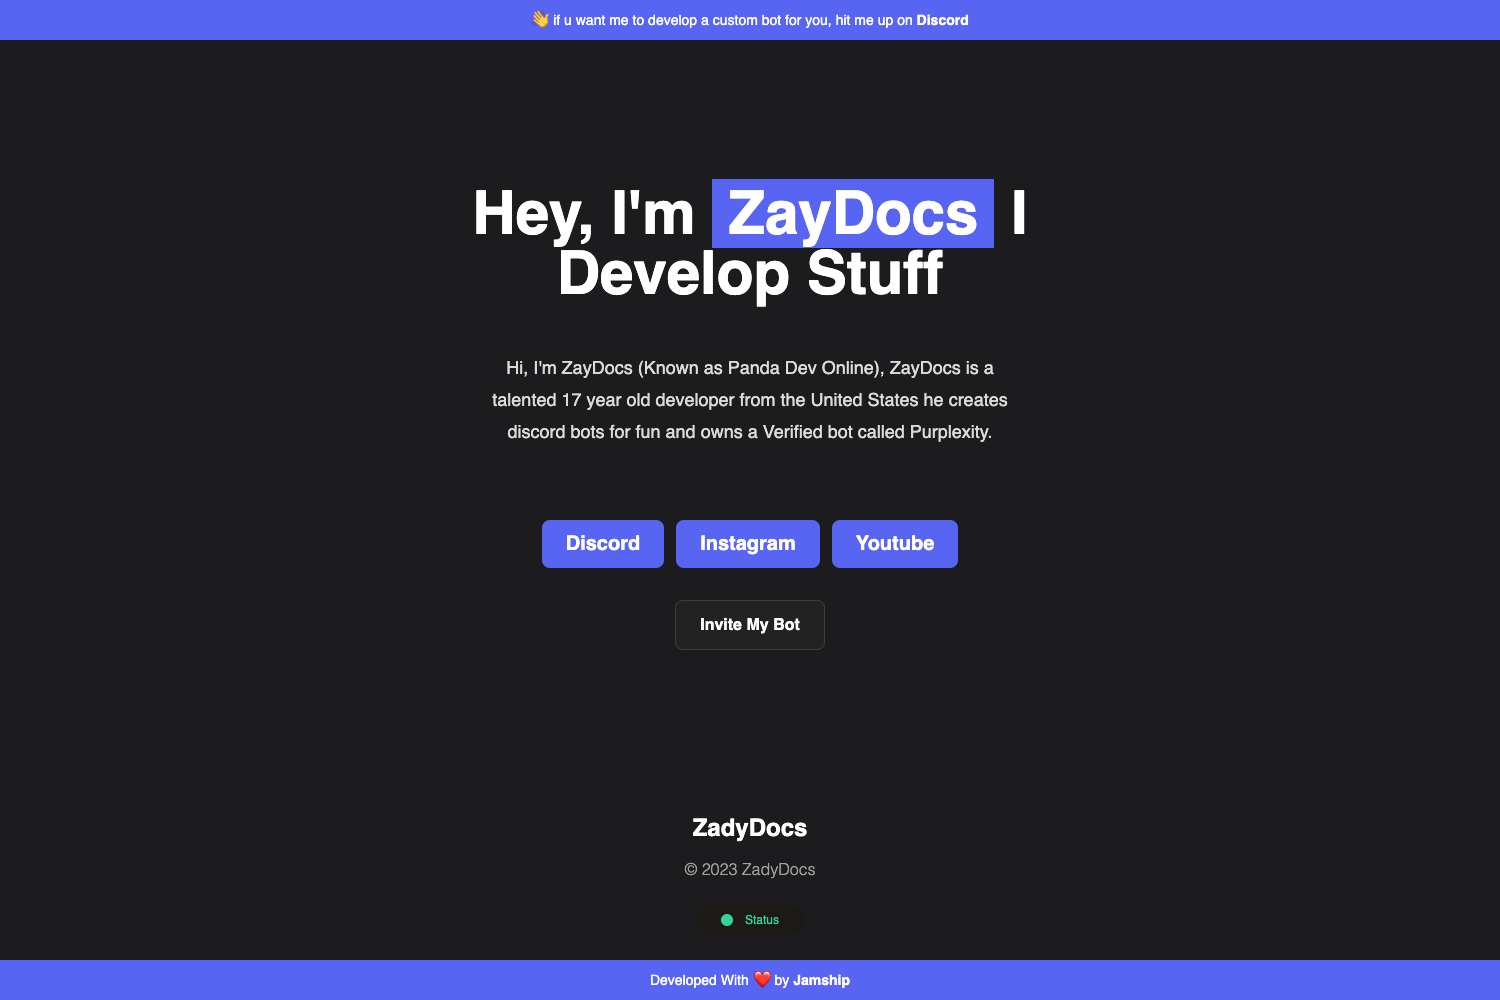 👋 if u want me to develop a custom bot for you, hit me up on Discord
Hey, I'm ZayDocs I
Develop Stuff
Hi, I'm ZayDocs (Known as Panda Dev Online), ZayDocs is a
talented 17 year old developer from the United States he creates
discord bots for fun and owns a Verified bot called Purplexity.
Discord Instagram Youtube
Invite My Bot
ZadyDocs
© 2023 ZadyDocs
Status
Developed With ❤️ by Jamship